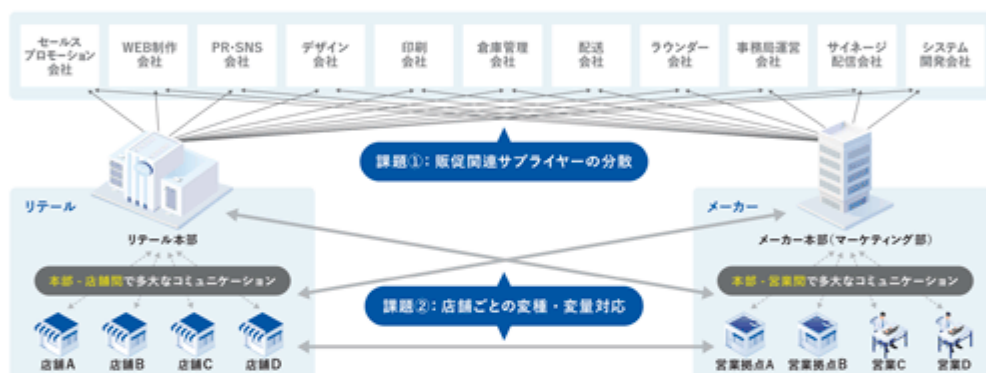 セールス
プロモーション
会社
WEB制作
会社
PR・SNS
会社
デザイン
会社
印刷
会社
倉庫管理
会社
配送
会社
ラウンダー
会社
事務局運営
会社
サイネージ
配信会社
システム
開発会社
課題①：販促関連サプライヤーの分散
リテール
メーカー
リテール本部
メーカー本部（マーケティング部）
本部・店舗間で多大なコミュニケーション
本部・営業間で多大なコミュニケーション
課題②：店舗ごとの変種・変量対応
店舗A
店舗B
店舗C
店舗D
営業拠点A
営業拠点B
営業C
営業D